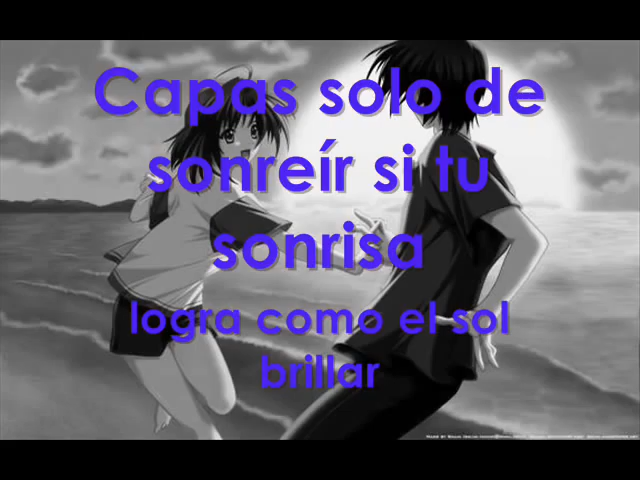 Capas solo de
sonreír si tu
sonrisa
logra como el sol
brillar